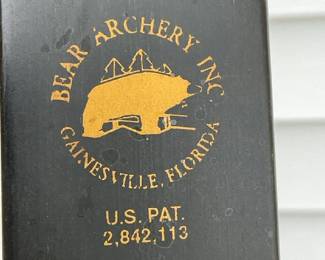 BEAR ARCHERY INC
GAINESVILLE, FLORIDA
U.S. PAT.
2,842,113